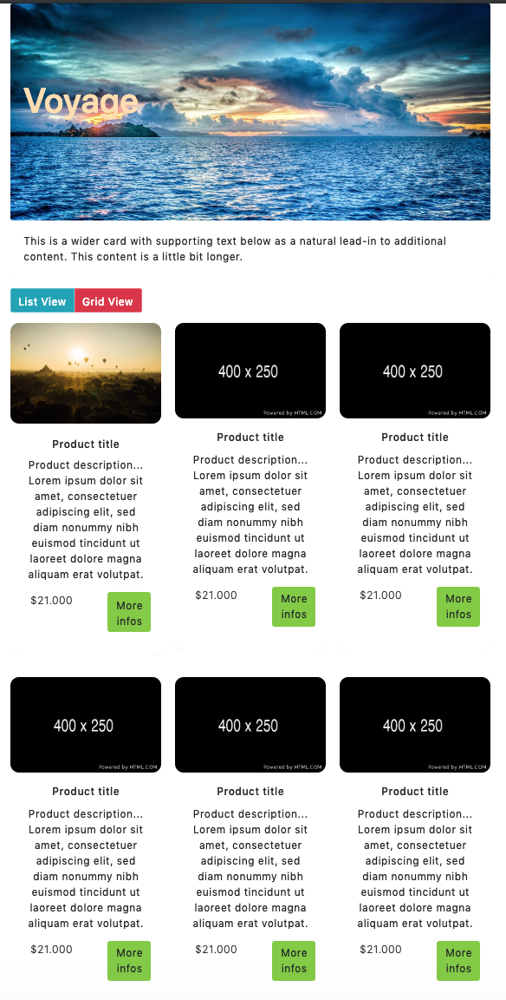 Voyage
This is a wider card with supporting text below as a natural lead-in to additional
content. This content is a little bit longer.
List View
Grid View
400 x 250
Powered by HTML.COM
400 x 250
Powered by HTML.COM
Product title
Product description...
Lorem ipsum dolor sit
amet, consectetuer
adipiscing elit, sed
diam nonummy nibh
euismod tincidunt ut
laoreet dolore magna
aliquam erat volutpat.
$21.000
More
infos
Product title
Product description...
Lorem ipsum dolor sit
amet, consectetuer
adipiscing elit, sed
diam nonummy nibh
euismod tincidunt ut
laoreet dolore magna
aliquam erat volutpat.
$21.000
More
infos
Product title
Product description...
Lorem ipsum dolor sit
amet, consectetuer
adipiscing elit, sed
diam nonummy nibh
euismod tincidunt ut
laoreet dolore magna
aliquam erat volutpat.
$21.000
More
infos
400 x 250
Powered by HTML.COM
400 x 250
Powered by HTML.COM
400 x 250
Powered by HTML.COM
Product title
Product description...
Lorem ipsum dolor sit
amet, consectetuer
adipiscing elit, sed
diam nonummy nibh
euismod tincidunt ut
laoreet dolore magna
aliquam erat volutpat.
$21.000
More
infos
Product title
Product description...
Lorem ipsum dolor sit
amet, consectetuer
adipiscing elit, sed
diam nonummy nibh
euismod tincidunt ut
laoreet dolore magna
aliquam erat volutpat.
$21.000
More
infos
Product title
Product description...
Lorem ipsum dolor sit
amet, consectetuer
adipiscing elit, sed
diam nonummy nibh
euismod tincidunt ut
laoreet dolore magna
aliquam erat volutpat.
$21.000
More
infos